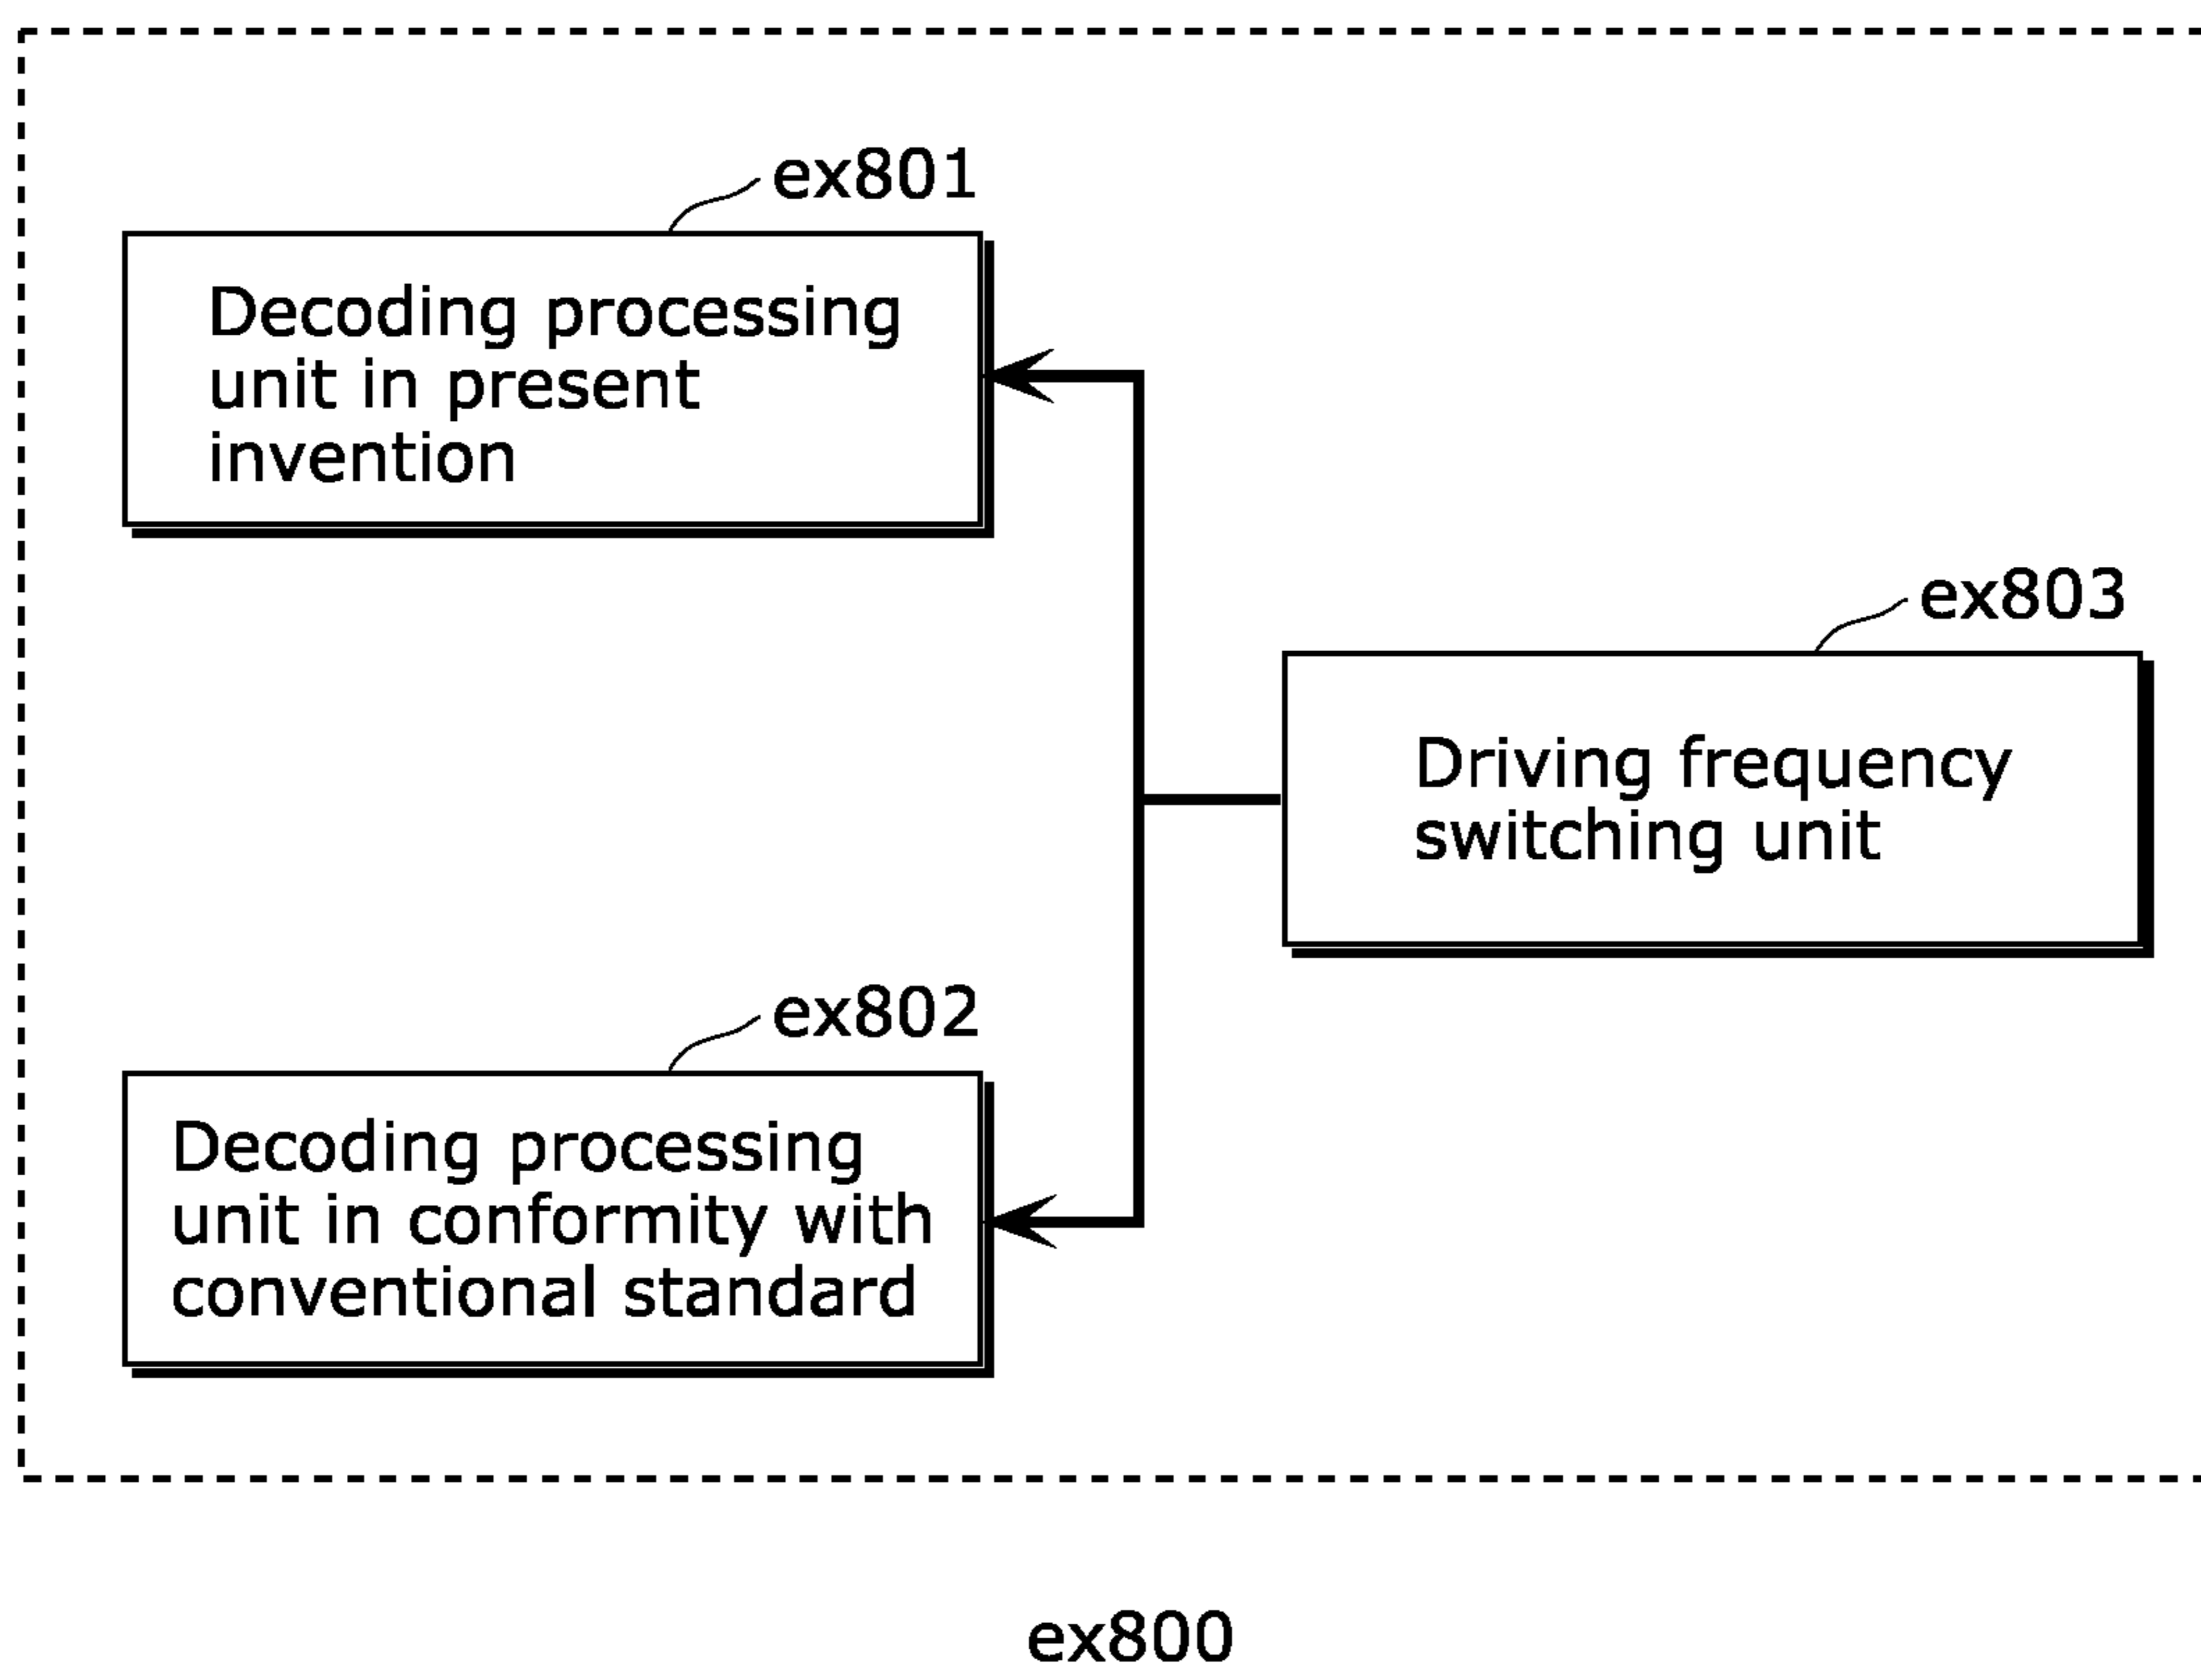 ex801
Decoding processing
unit in present
invention
ex803
Driving frequency
switching unit
ex802
Decoding processing
unit in conformity with
conventional standard
ex800